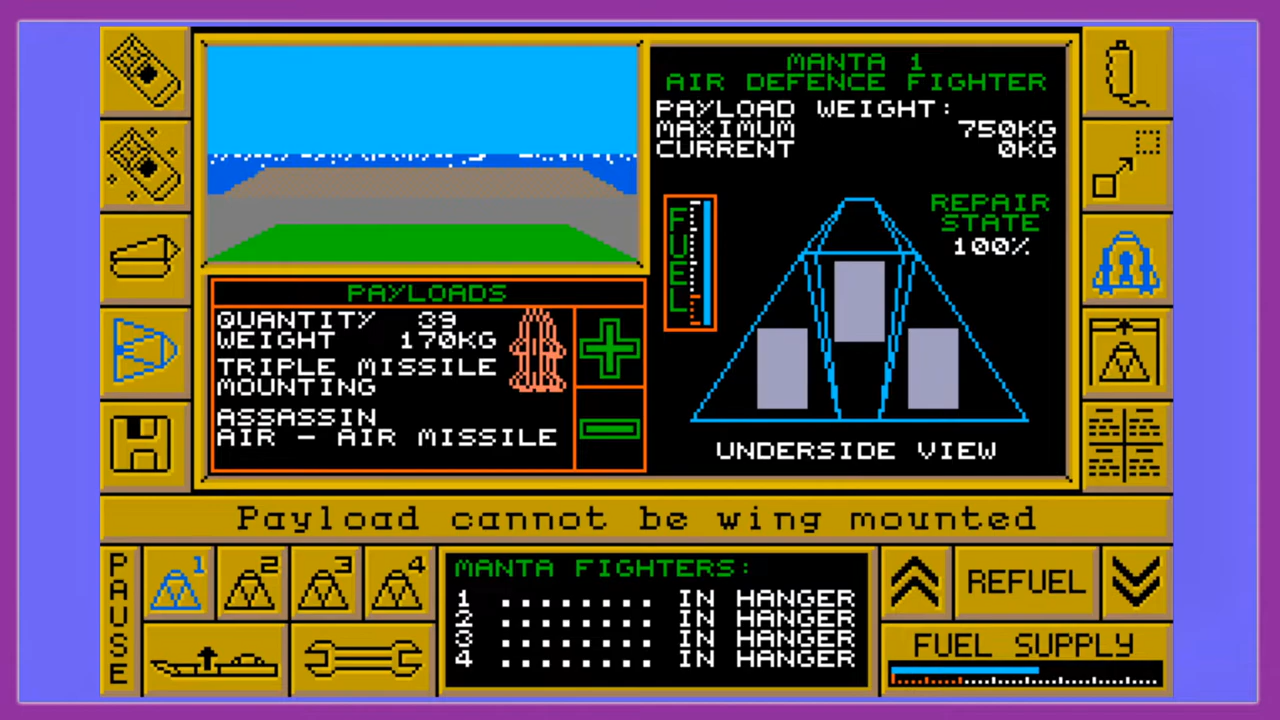 MANTA 1
AIR DEFENCE FIGHTER
PAYLOAD WEIGHT:
MAXIMUM 750KG
CURRENT 0KG
FUEL
REPAIR
STATE
100%
UNDERSIDE VIEW
PAYLOADS
QUANTITY 39
WEIGHT 170KG
TRIPLE MISSILE
MOUNTING
ASSASSIN
AIR - AIR MISSILE
Payload cannot be wing mounted
PAUSE
1
2
3
4
MANTA FIGHTERS:
1 ........ IN HANGER
2 ........ IN HANGER
3 ........ IN HANGER
4 ........ IN HANGER
REFUEL
FUEL SUPPLY